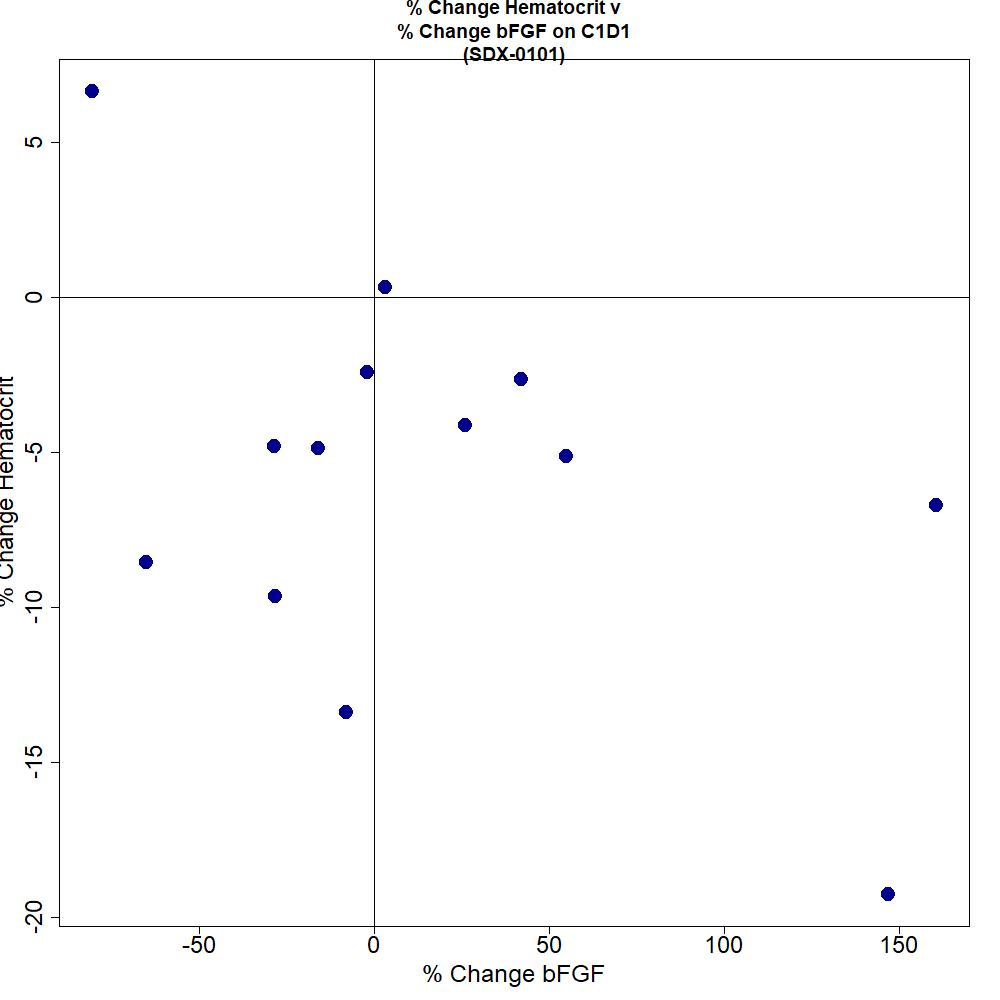 % Change Hematocrit v
% Change bFGF on C1D1
(SDX-0101)
% Change Hematocrit
5
0
-5
-10
-15
-20
-50
0
50
100
150
% Change bFGF